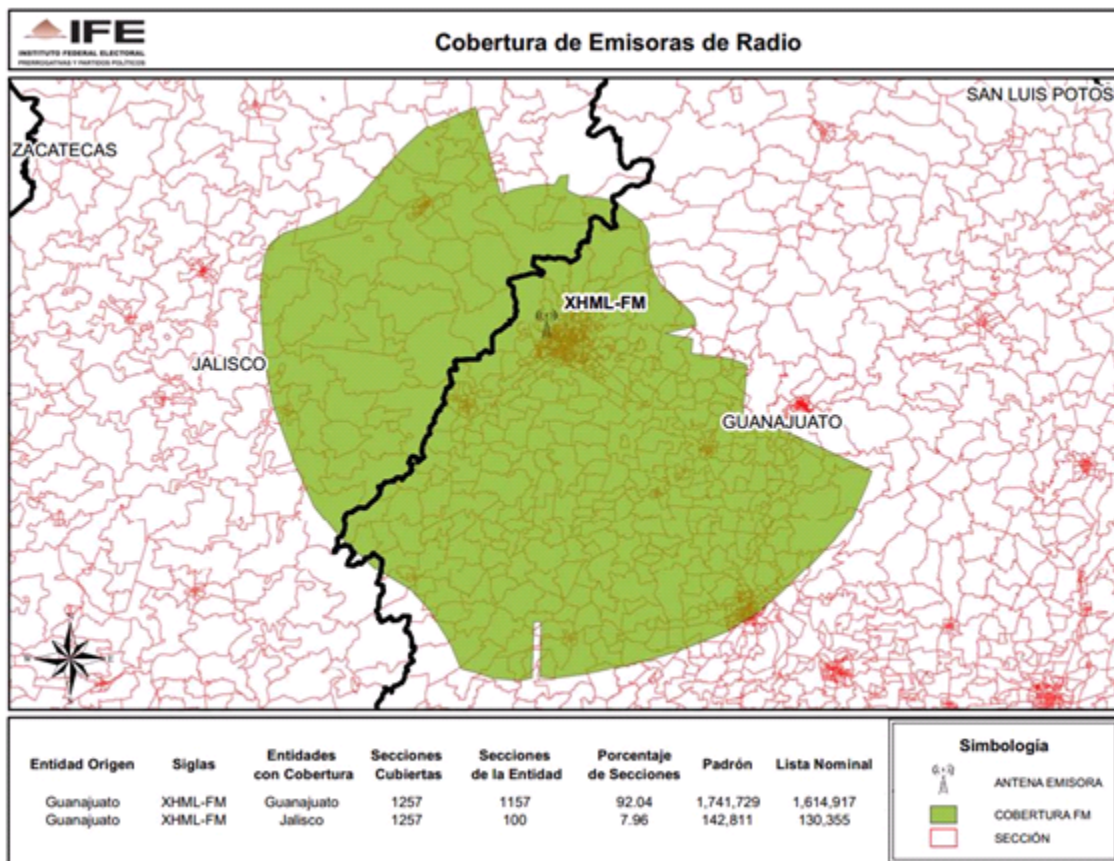 IFE
INSTITUTO FEDERAL ELECTORAL
PRERROGATIVAS Y PARTIDOS POLÍTICOS
Cobertura de Emisoras de Radio
SAN LUIS POTOS
ZACATECAS
XHML-FM
JALISCO
GUANAJUATO
Entidad Origen Siglas Entidades con Cobertura Secciones Cubiertas Secciones de la Entidad Porcentaje de Secciones Padrón Lista Nominal
Guanajuato XHML-FM Guanajuato 1257 1157 92.04 1,741,729 1,614,917
Guanajuato XHML-FM Jalisco 1257 100 7.96 142,811 130,355
Simbología
ANTENA EMISORA
COBERTURA FM
SECCIÓN